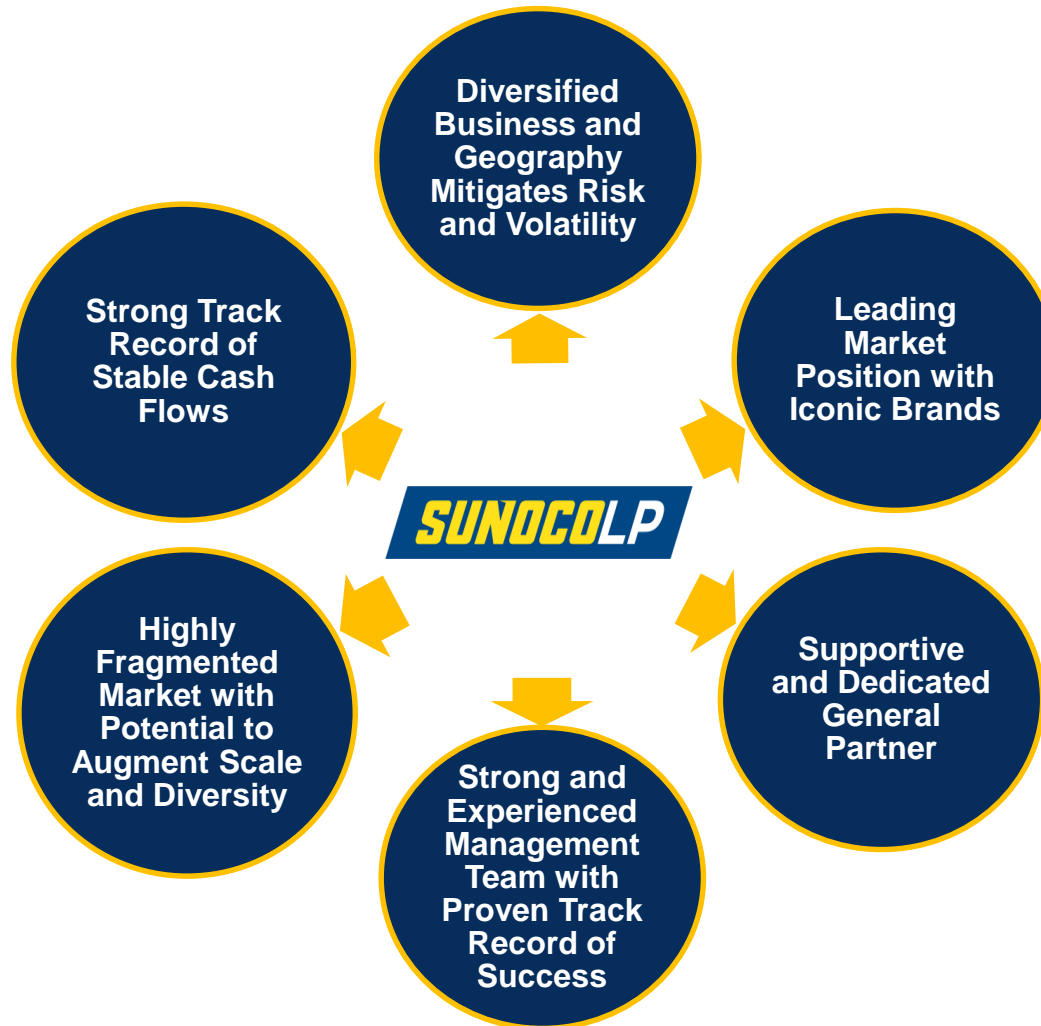 Diversified
Business and
Geography
Mitigates Risk
and Volatility
Leading
Market
Position with
Iconic Brands
Supportive
and Dedicated
General
Partner
Strong and
Experienced
Management
Team with
Proven Track
Record of
Success
Highly
Fragmented
Market with
Potential to
Augment Scale
and Diversity
Strong Track
Record of
Stable Cash
Flows
SUNOCOLP